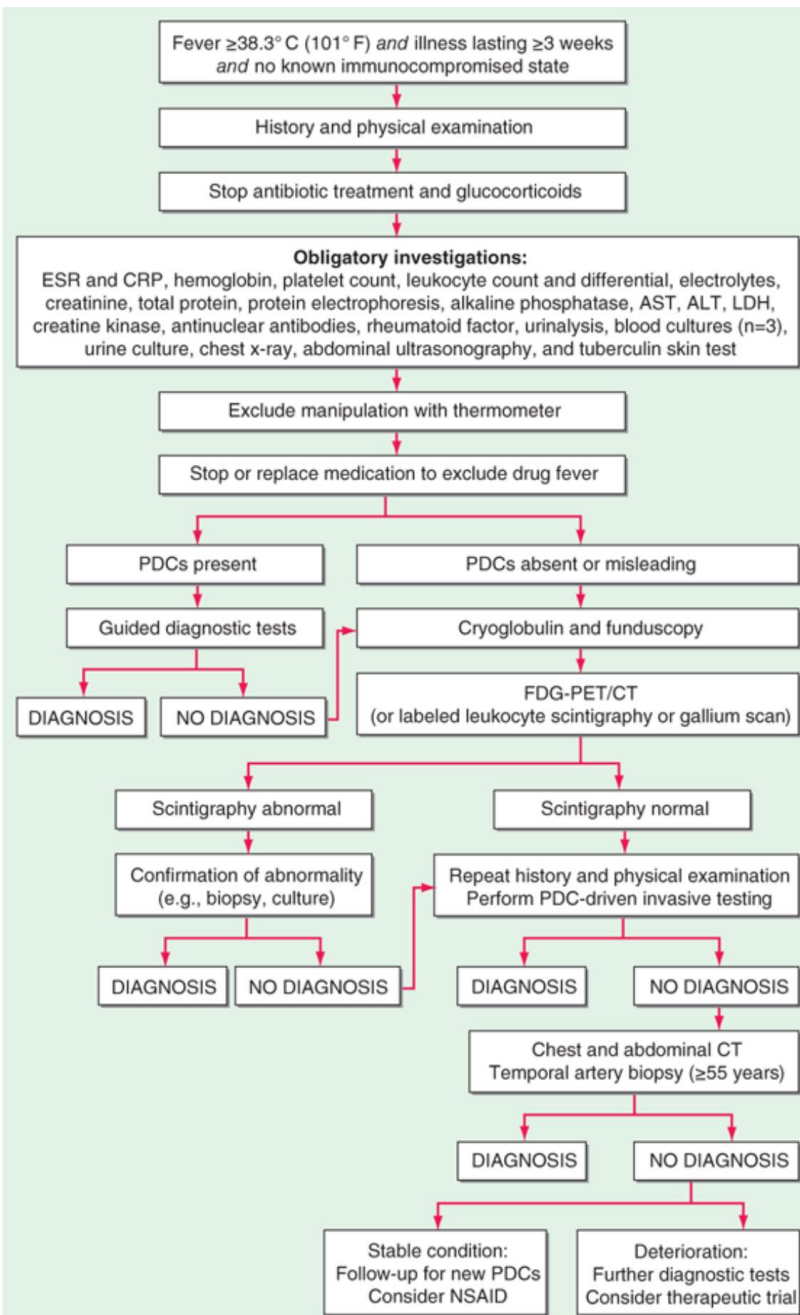 Fever ≥38.3° C (101° F) and illness lasting ≥3 weeks
and no known immunocompromised state
History and physical examination
Stop antibiotic treatment and glucocorticoids
Obligatory investigations:
ESR and CRP, hemoglobin, platelet count, leukocyte count and differential, electrolytes,
creatinine, total protein, protein electrophoresis, alkaline phosphatase, AST, ALT, LDH,
creatine kinase, antinuclear antibodies, rheumatoid factor, urinalysis, blood cultures (n=3),
urine culture, chest x-ray, abdominal ultrasonography, and tuberculin skin test
Exclude manipulation with thermometer
Stop or replace medication to exclude drug fever
PDCs present
PDCs absent or misleading
Guided diagnostic tests
Cryoglobulin and funduscopy
DIAGNOSIS
NO DIAGNOSIS
FDG-PET/CT
(or labeled leukocyte scintigraphy or gallium scan)
Scintigraphy abnormal
Scintigraphy normal
Confirmation of abnormality
(e.g., biopsy, culture)
Repeat history and physical examination
Perform PDC-driven invasive testing
DIAGNOSIS
NO DIAGNOSIS
DIAGNOSIS
NO DIAGNOSIS
Chest and abdominal CT
Temporal artery biopsy (≥55 years)
DIAGNOSIS
NO DIAGNOSIS
Stable condition:
Follow-up for new PDCs
Consider NSAID
Deterioration:
Further diagnostic tests
Consider therapeutic trial